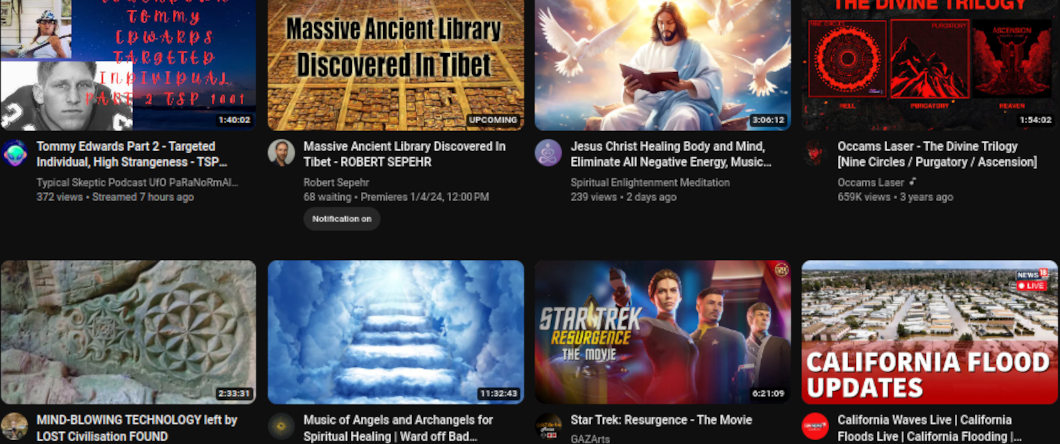 TOMMY
EDWARDS
TARGETED
INDIVIDUAL
PART 2 TSP 1001
1:40:02
Massive Ancient Library
Discovered In Tibet
UPCOMING
3:06:12
THE DIVINE TRILOGY
NINE CIRCLES
PURGATORY
ASCENSION
HELL
PURGATORY
HEAVEN
1:54:02
Tommy Edwards Part 2 - Targeted
Individual, High Strangeness - TSP...
Typical Skeptic Podcast UfO PaRaNoRmAl...
372 views • Streamed 7 hours ago
Massive Ancient Library Discovered In
Tibet - ROBERT SEPEHR
Robert Sepehr
68 waiting • Premieres 1/4/24, 12:00 PM
Notification on
Jesus Christ Healing Body and Mind,
Eliminate All Negative Energy, Music...
Spiritual Enlightenment Meditation
239 views • 2 days ago
Occams Laser - The Divine Trilogy
[Nine Circles / Purgatory / Ascension]
Occams Laser
659K views • 3 years ago
2:33:31
11:32:43
STAR TREK
RESURGENCE
THE MOVIE
6:21:09
NEWS 18
LIVE
CALIFORNIA FLOOD
UPDATES
MIND-BLOWING TECHNOLOGY left by
LOST Civilisation FOUND
Music of Angels and Archangels for
Spiritual Healing | Ward off Bad...
Star Trek: Resurgence - The Movie
GAZArts
California Waves Live | California
Floods Live | California Flooding |...